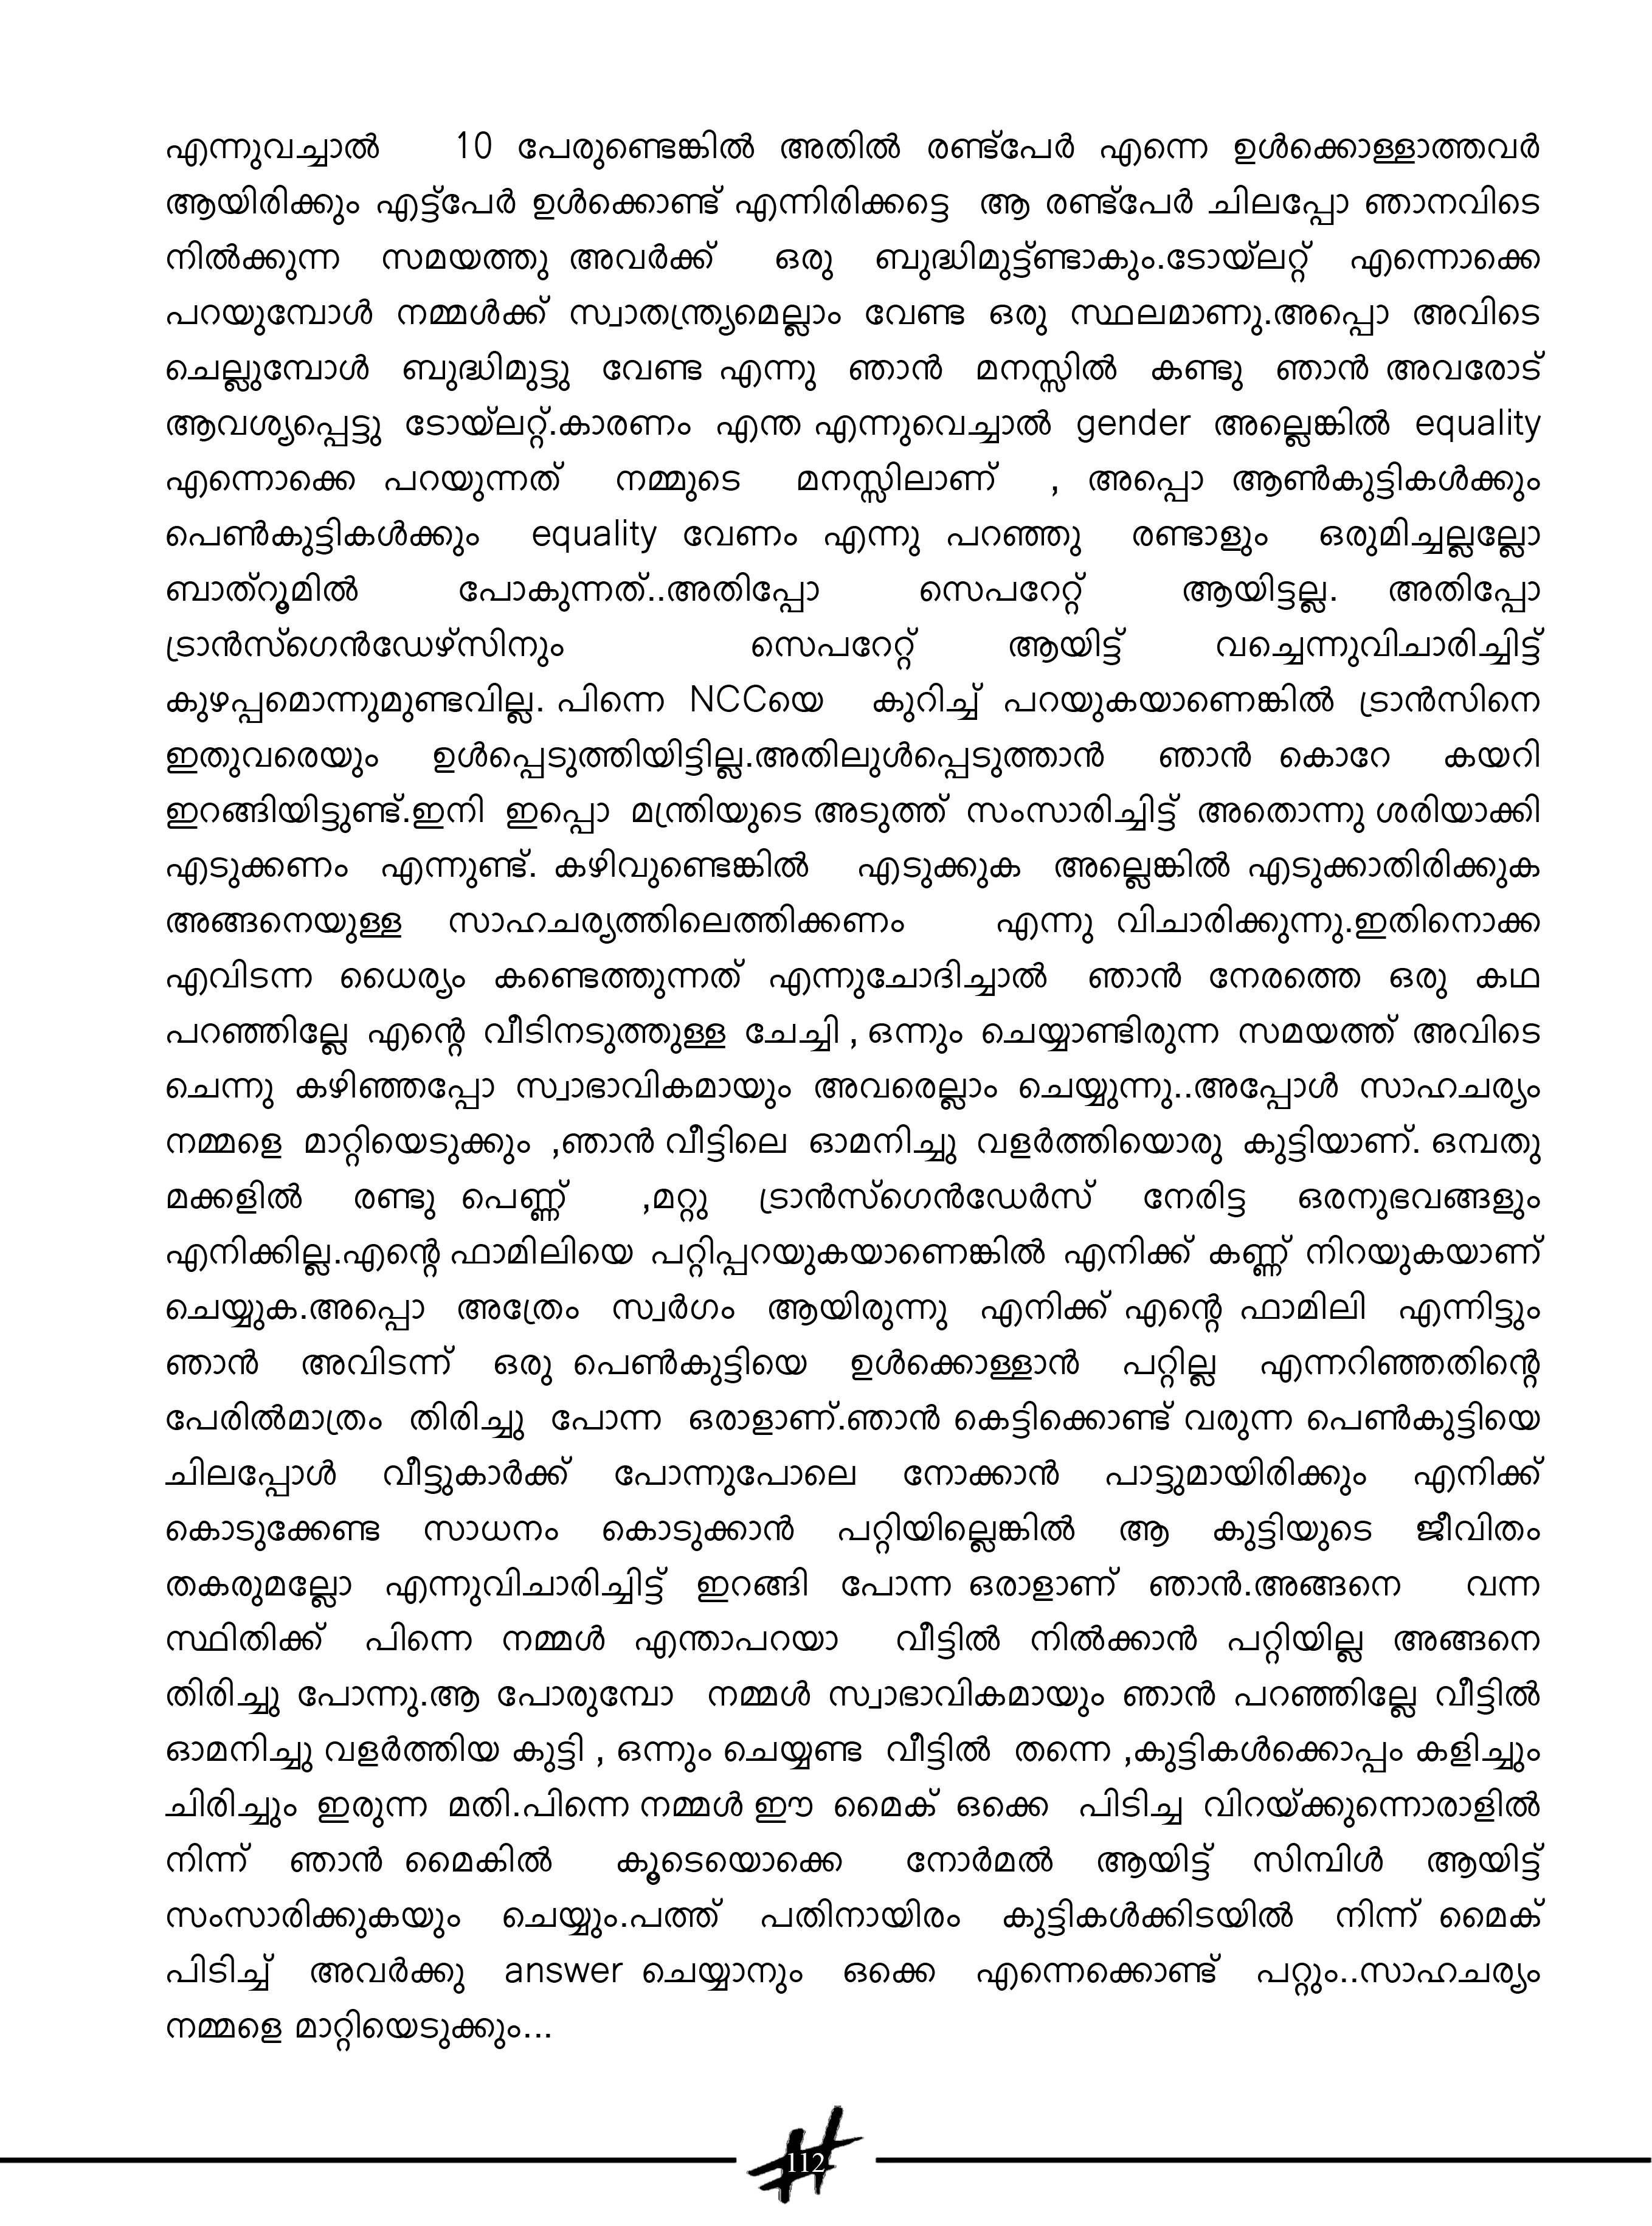 എന്നുവച്ചാൽ 10 പേരുണ്ടെങ്കിൽ അതിൽ രണ്ട്പേർ എന്നെ ഉൾക്കൊള്ളാത്തവർ
ആയിരിക്കും എട്ട്പേർ ഉൾക്കൊണ്ട് എന്നിരിക്കട്ടെ ആ രണ്ട്പേർ ചിലപ്പോ ഞാനവിടെ
നിൽക്കുന്ന സമയത്തു അവർക്ക് ഒരു ബുദ്ധിമുട്ട്ണ്ടാകും.ടോയ്ലറ്റ് എന്നൊക്കെ
പറയുമ്പോൾ നമ്മൾക്ക് സ്വാതന്ത്ര്യമെല്ലാം വേണ്ട ഒരു സ്ഥലമാണു.അപ്പൊ അവിടെ
ചെല്ലുമ്പോൾ ബുദ്ധിമുട്ടു വേണ്ട എന്നു ഞാൻ മനസ്സിൽ കണ്ടു ഞാൻ അവരോട്
ആവശ്യപ്പെട്ടു ടോയ്ലറ്റ്.കാരണം എന്ത എന്നുവെച്ചാൽ gender അല്ലെങ്കിൽ equality
എന്നൊക്കെ പറയുന്നത് നമ്മുടെ മനസ്സിലാണ് , അപ്പൊ ആൺകുട്ടികൾക്കും
പെൺകുട്ടികൾക്കും equality വേണം എന്നു പറഞ്ഞു രണ്ടാളും ഒരുമിച്ചല്ലല്ലോ
ബാത്റൂമിൽ പോകുന്നത്..അതിപ്പോ സെപറേറ്റ് ആയിട്ടല്ല. അതിപ്പോ
ട്രാൻസ്ഗെൻഡേഴ്സിനും സെപറേറ്റ് ആയിട്ട് വച്ചെന്നുവിചാരിച്ചിട്ട്
കുഴപ്പമൊന്നുമുണ്ടവില്ല. പിന്നെ NCCയെ കുറിച്ച് പറയുകയാണെങ്കിൽ ട്രാൻസിനെ
ഇതുവരെയും ഉൾപ്പെടുത്തിയിട്ടില്ല.അതിലുൾപ്പെടുത്താൻ ഞാൻ കൊറേ കയറി
ഇറങ്ങിയിട്ടുണ്ട്.ഇനി ഇപ്പൊ മന്ത്രിയുടെ അടുത്ത് സംസാരിച്ചിട്ട് അതൊന്നു ശരിയാക്കി
എടുക്കണം എന്നുണ്ട്. കഴിവുണ്ടെങ്കിൽ എടുക്കുക അല്ലെങ്കിൽ എടുക്കാതിരിക്കുക
അങ്ങനെയുള്ള സാഹചര്യത്തിലെത്തിക്കണം എന്നു വിചാരിക്കുന്നു.ഇതിനൊക്ക
എവിടന്ന ധൈര്യം കണ്ടെത്തുന്നത് എന്നുചോദിച്ചാൽ ഞാൻ നേരത്തെ ഒരു കഥ
പറഞ്ഞില്ലേ എന്റെ വീടിനടുത്തുള്ള ചേച്ചി , ഒന്നും ചെയ്യാണ്ടിരുന്ന സമയത്ത് അവിടെ
ചെന്നു കഴിഞ്ഞപ്പോ സ്വാഭാവികമായും അവരെല്ലാം ചെയ്യുന്നു..അപ്പോൾ സാഹചര്യം
നമ്മളെ മാറ്റിയെടുക്കും ,ഞാൻ വീട്ടിലെ ഓമനിച്ചു വളർത്തിയൊരു കുട്ടിയാണ്. ഒമ്പതു
മക്കളിൽ രണ്ടു പെണ്ണ് ,മറ്റു ട്രാൻസ്ഗെൻഡേർസ് നേരിട്ട ഒരനുഭവങ്ങളും
എനിക്കില്ല.എന്റെ ഫാമിലിയെ പറ്റിപ്പറയുകയാണെങ്കിൽ എനിക്ക് കണ്ണ് നിറയുകയാണ്
ചെയ്യുക.അപ്പൊ അത്രേം സ്വർഗം ആയിരുന്നു എനിക്ക് എന്റെ ഫാമിലി എന്നിട്ടും
ഞാൻ അവിടന്ന് ഒരു പെൺകുട്ടിയെ ഉൾക്കൊള്ളാൻ പറ്റില്ല എന്നറിഞ്ഞതിന്റെ
പേരിൽമാത്രം തിരിച്ചു പോന്ന ഒരാളാണ്.ഞാൻ കെട്ടിക്കൊണ്ട് വരുന്ന പെൺകുട്ടിയെ
ചിലപ്പോൾ വീട്ടുകാർക്ക് പോന്നുപോലെ നോക്കാൻ പാട്ടുമായിരിക്കും എനിക്ക്
കൊടുക്കേണ്ട സാധനം കൊടുക്കാൻ പറ്റിയില്ലെങ്കിൽ ആ കുട്ടിയുടെ ജീവിതം
തകരുമല്ലോ എന്നുവിചാരിച്ചിട്ട് ഇറങ്ങി പോന്ന ഒരാളാണ് ഞാൻ.അങ്ങനെ വന്ന
സ്ഥിതിക്ക് പിന്നെ നമ്മൾ എന്താപറയാ വീട്ടിൽ നിൽക്കാൻ പറ്റിയില്ല അങ്ങനെ
തിരിച്ചു പോന്നു.ആ പോരുമ്പോ നമ്മൾ സ്വാഭാവികമായും ഞാൻ പറഞ്ഞില്ലേ വീട്ടിൽ
ഓമനിച്ചു വളർത്തിയ കുട്ടി , ഒന്നും ചെയ്യണ്ട വീട്ടിൽ തന്നെ ,കുട്ടികൾക്കൊപ്പം കളിച്ചും
ചിരിച്ചും ഇരുന്ന മതി.പിന്നെ നമ്മൾ ഈ മൈക് ഒക്കെ പിടിച്ച വിറയ്ക്കുന്നൊരാളിൽ
നിന്ന് ഞാൻ മൈകിൽ കൂടെയൊക്കെ നോർമൽ ആയിട്ട് സിമ്പിൾ ആയിട്ട്
സംസാരിക്കുകയും ചെയ്യും.പത്ത് പതിനായിരം കുട്ടികൾക്കിടയിൽ നിന്ന് മൈക്
പിടിച്ച് അവർക്കു answer ചെയ്യാനും ഒക്കെ എന്നെക്കൊണ്ട് പറ്റും..സാഹചര്യം
നമ്മളെ മാറ്റിയെടുക്കും...
112